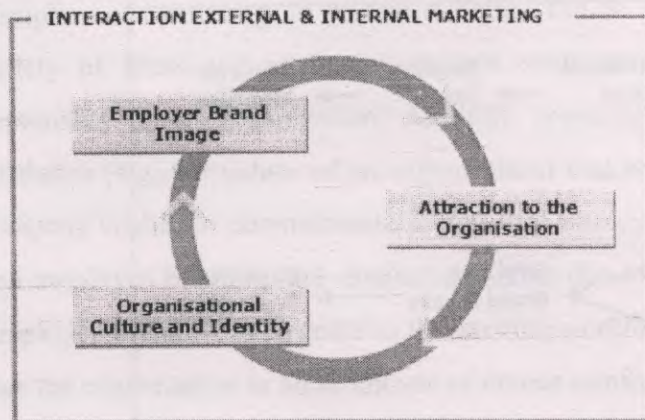 INTERACTION EXTERNAL & INTERNAL MARKETING
Employer Brand
Image
Attraction to the
Organisation
Organisational
Culture and Identity